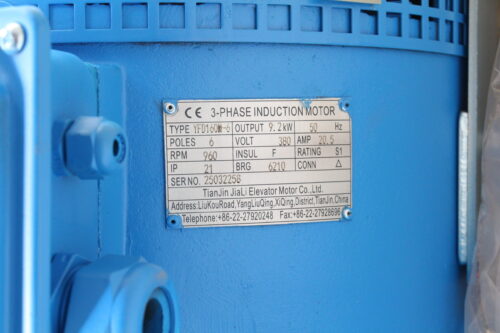 CE 3-PHASE INDUCTION MOTOR
TYPE YFD160M-6 OUTPUT 9.2kW 50 Hz
POLES 6 VOLT 380 AMP 20.5
RPM 960 INSUL F RATING S1
IP 21 BRG 6210 CONN △
SER NO. 25032258
TianJin JiaLi Elevator Motor Co.,Ltd.
Address:LiuKouRoad,YangLiuQing,XiQing,District,TianJin,China
Telephone:+86-22-27920248 Fax:+86-22-27928696